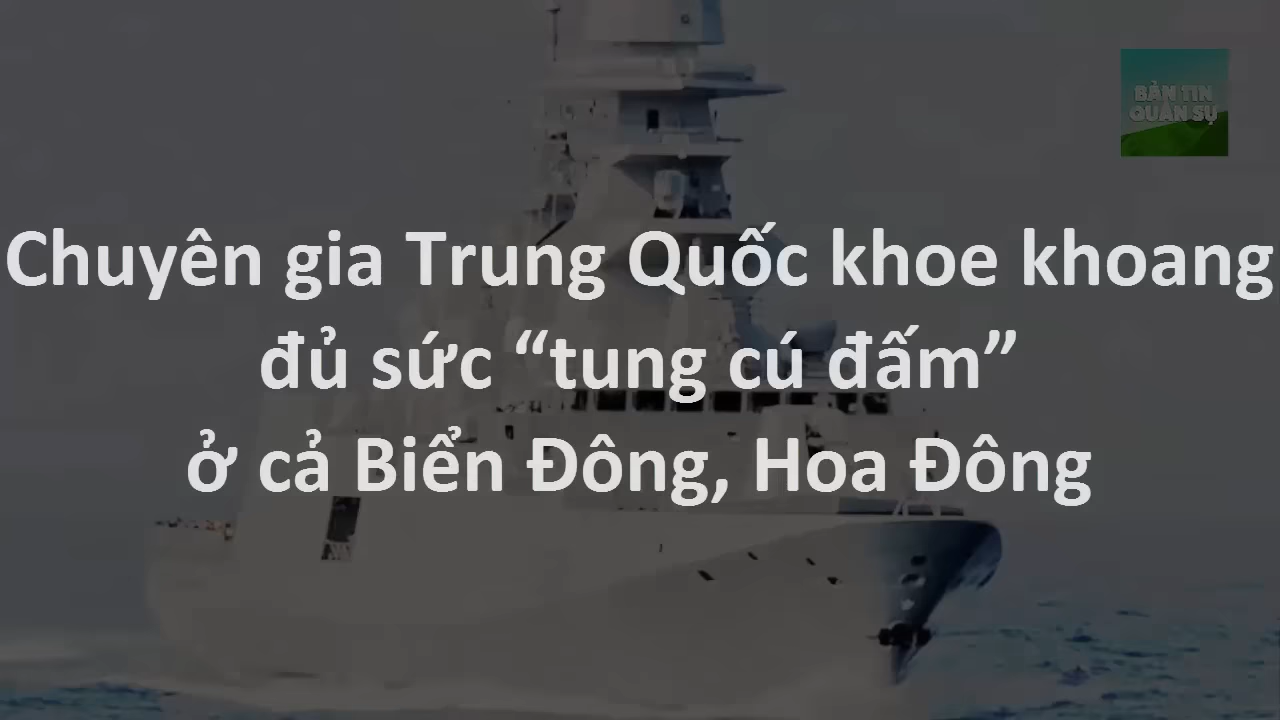 BẢN TIN
QUÂN SỰ
Chuyên gia Trung Quốc khoe khoang
đủ sức “tung cú đấm”
ở cả Biển Đông, Hoa Đông